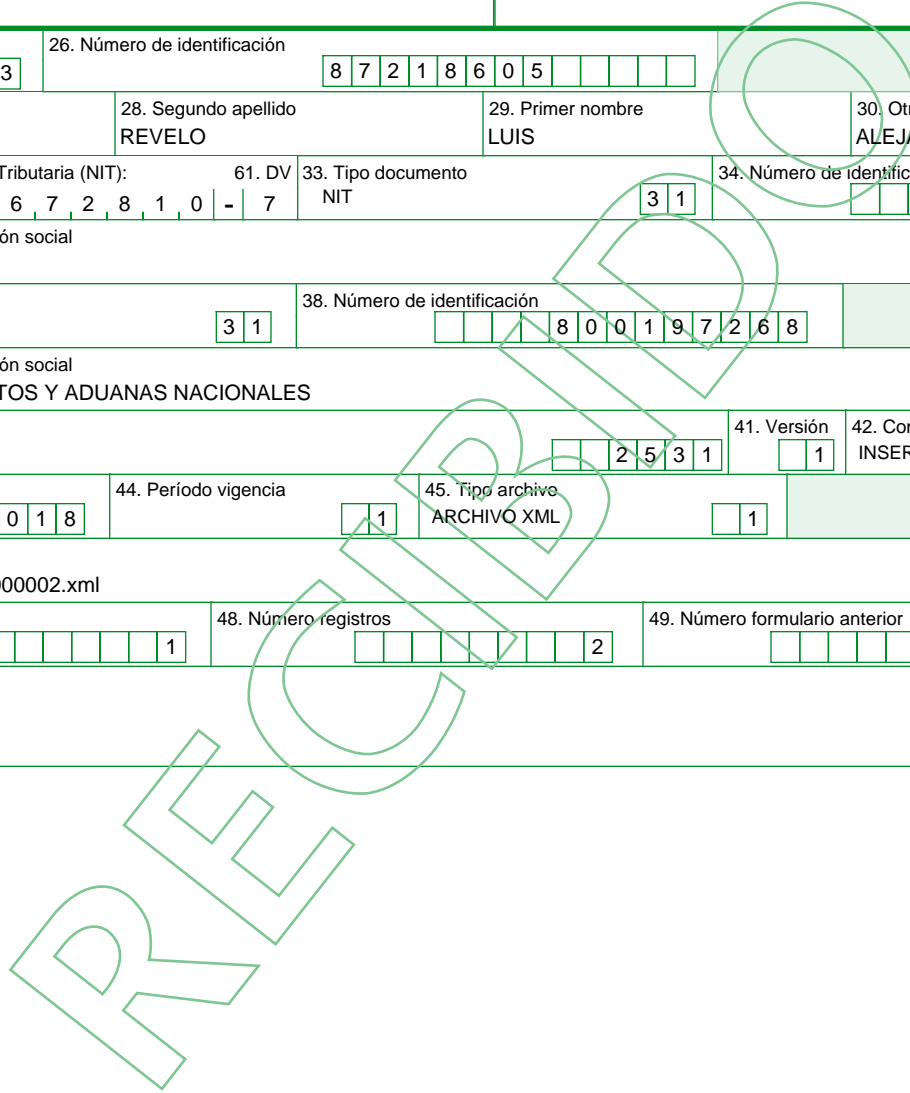 26. Número de identificación
3 8 7 2 1 8 6 0 5
28. Segundo apellido 29. Primer nombre 30. Otr
REVELO LUIS ALEJA
Tributaria (NIT): 61. DV 33. Tipo documento 34. Número de identific
6 7 2 8 1 0 - 7 NIT 3 1
ón social
38. Número de identificación
3 1 8 0 0 1 9 7 2 6 8
ón social
TOS Y ADUANAS NACIONALES
41. Versión 42. Con
2 5 3 1 1 INSER
44. Período vigencia 45. Tipo archivo
0 1 8 1 ARCHIVO XML 1
000002.xml
48. Número registros 49. Número formulario anterior
1 2
RECIBIDO